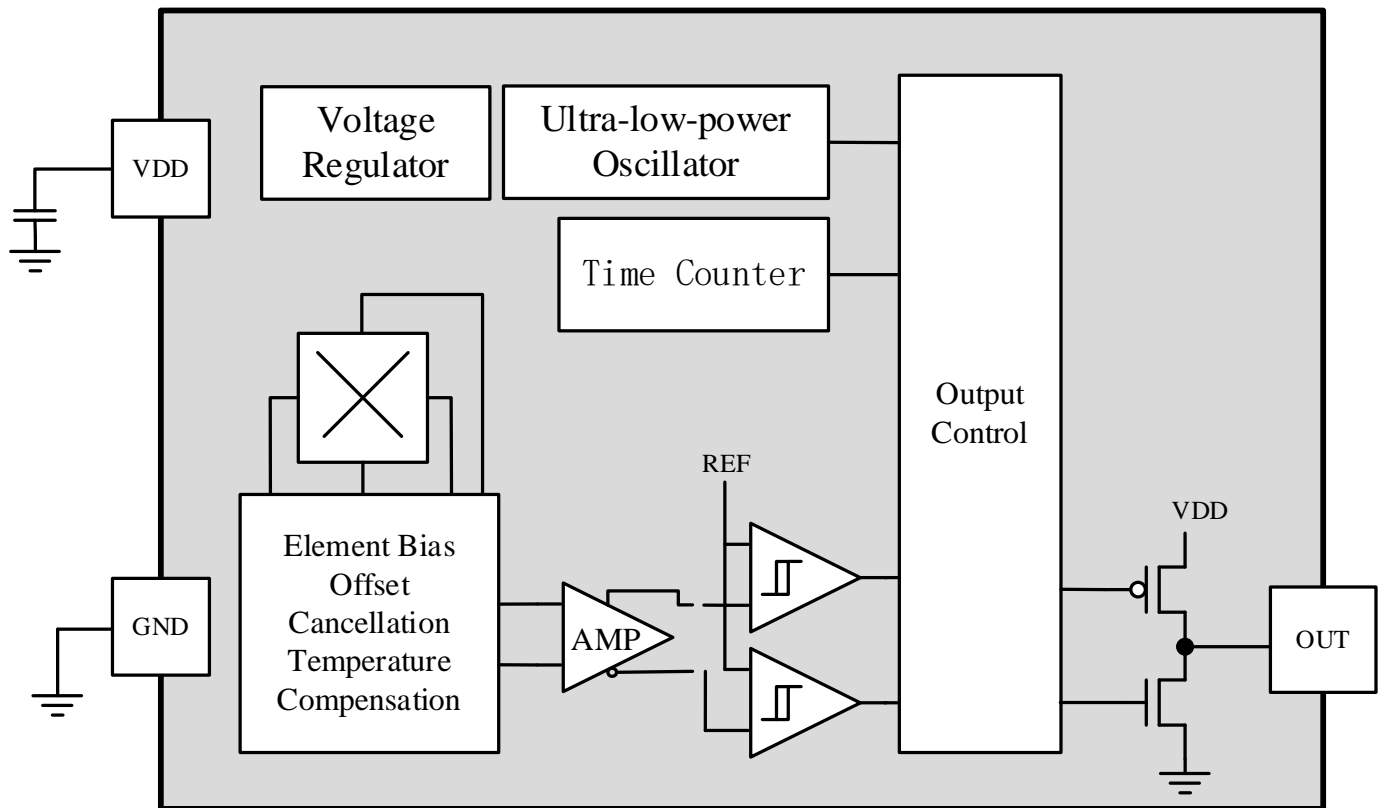 Voltage
Regulator
Ultra-low-power
Oscillator
VDD
Time Counter
Output
Control
REF
VDD
Element Bias
Offset
Cancellation
Temperature
Compensation
GND
AMP
OUT